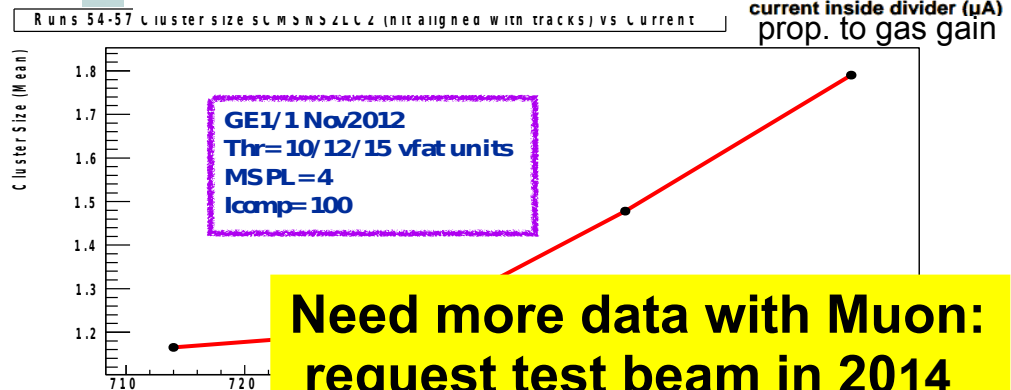 current inside divider (µA)
prop. to gas gain
Runs 54-57 Cluster size sCMSNS2LC2 (hit aligned with tracks) vs Current
Cluster Size (Mean)
1.8
1.7
1.6
1.5
1.4
1.3
1.2
GE1/1 Nov2012
Thr=10/12/15 vfat units
MSPL=4
Icomp=100
Need more data with Muon:
request test beam in 2014
710
720